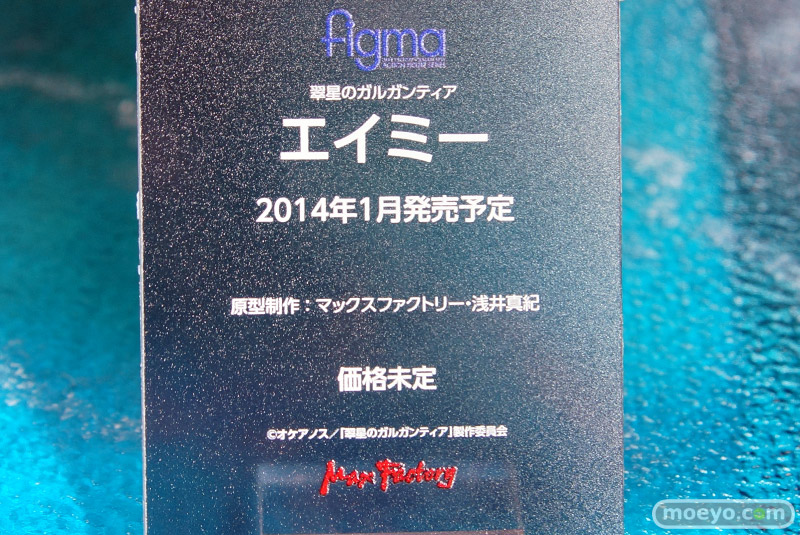 figma
翠星のガルガンティア
エイミー
2014年1月発売予定
原型制作：マックスファクトリー・浅井真紀
価格未定
©オケアノス／「翠星のガルガンティア」製作委員会
Max Factory
moeyo.com